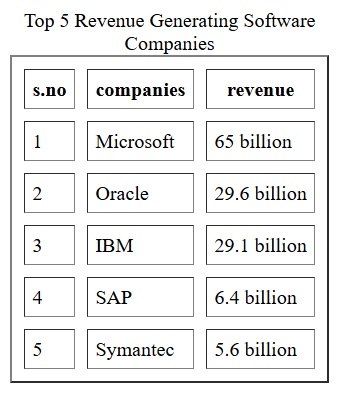 Top 5 Revenue Generating Software
Companies
s.no companies revenue
1 Microsoft 65 billion
2 Oracle 29.6 billion
3 IBM 29.1 billion
4 SAP 6.4 billion
5 Symantec 5.6 billion